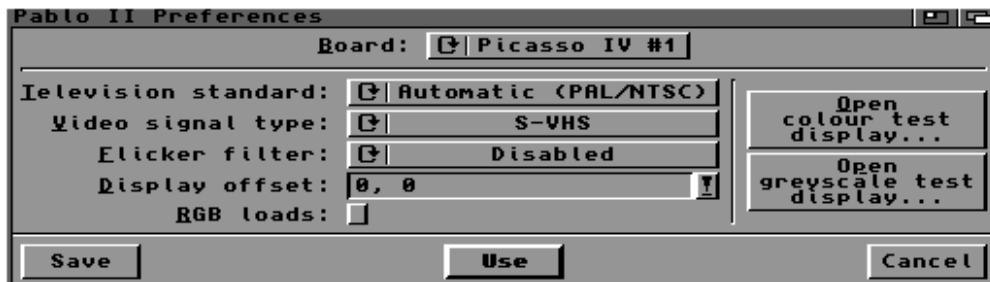 Pablo II Preferences
Board: Picasso IV #1
Television standard: Automatic (PAL/NTSC)
Video signal type: S-VHS
Flicker filter: Disabled
Display offset: 0, 0
RGB loads:
Open
colour test
display...
Open
greyscale test
display...
Save
Use
Cancel